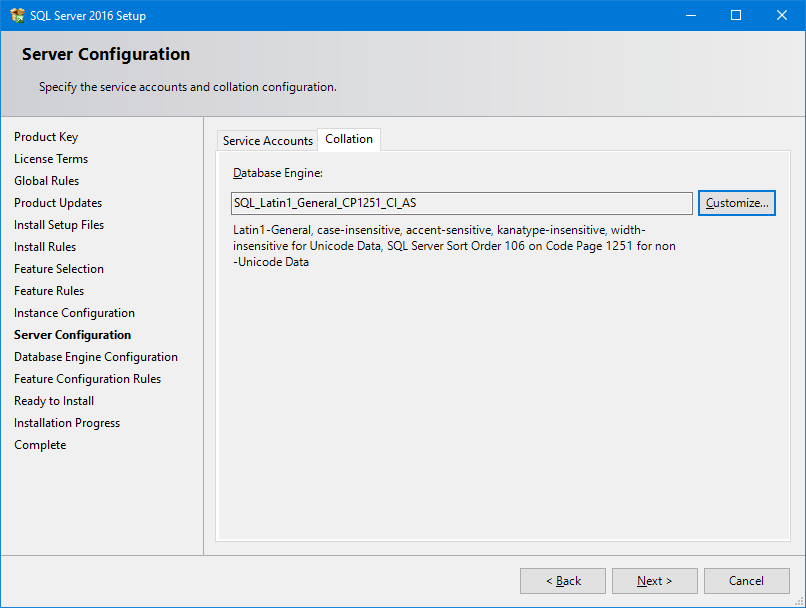 SQL Server 2016 Setup
Server Configuration
Specify the service accounts and collation configuration.
Product Key
License Terms
Global Rules
Product Updates
Install Setup Files
Install Rules
Feature Selection
Feature Rules
Instance Configuration
Server Configuration
Database Engine Configuration
Feature Configuration Rules
Ready to Install
Installation Progress
Complete
Service Accounts Collation
Database Engine:
SQL_Latin1_General_CP1251_CI_AS Customize...
Latin1-General, case-insensitive, accent-sensitive, kanatype-insensitive, width-
insensitive for Unicode Data, SQL Server Sort Order 106 on Code Page 1251 for non
-Unicode Data
< Back Next > Cancel